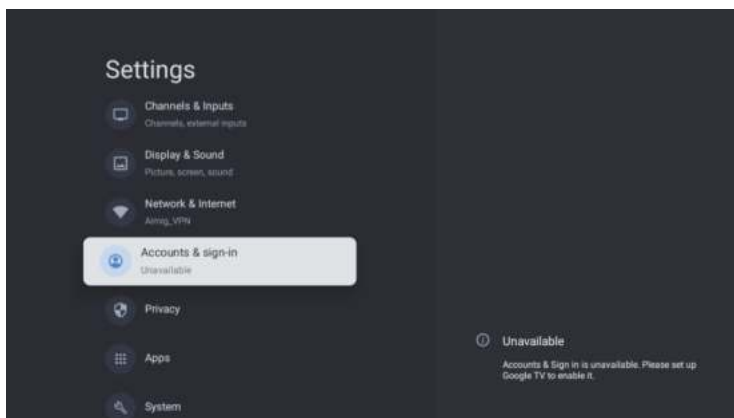 Settings
Channels & Inputs
Channels, external inputs
Display & Sound
Picture, screen, sound
Network & Internet
Airnig_VPN
Accounts & sign-in
Unavailable
Privacy
Apps
System
Unavailable
Accounts & Sign in is unavailable. Please set up
Google TV to enable it.